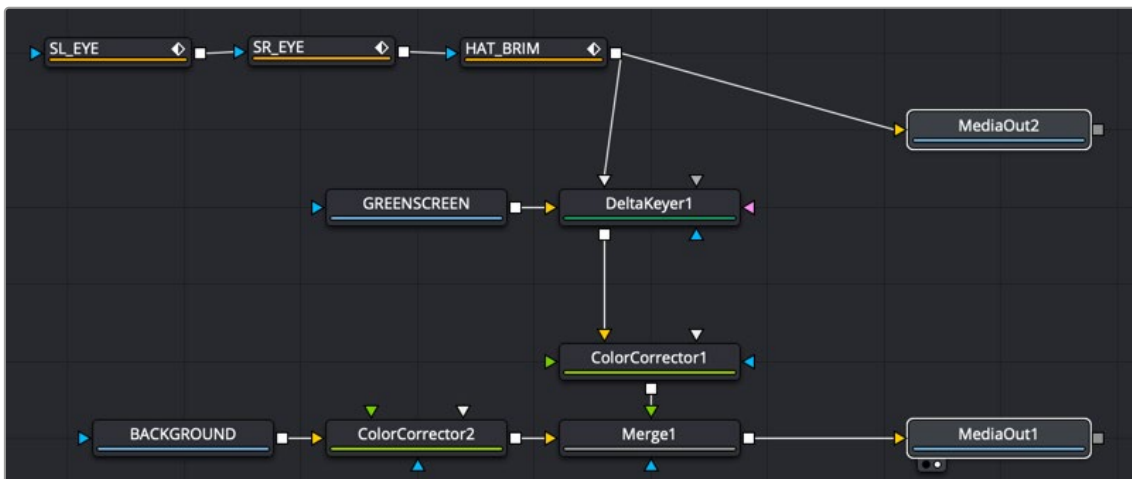 SL_EYE
SR_EYE
HAT_BRIM
MediaOut2
GREENSCREEN
DeltaKeyer1
ColorCorrector1
BACKGROUND
ColorCorrector2
Merge1
MediaOut1